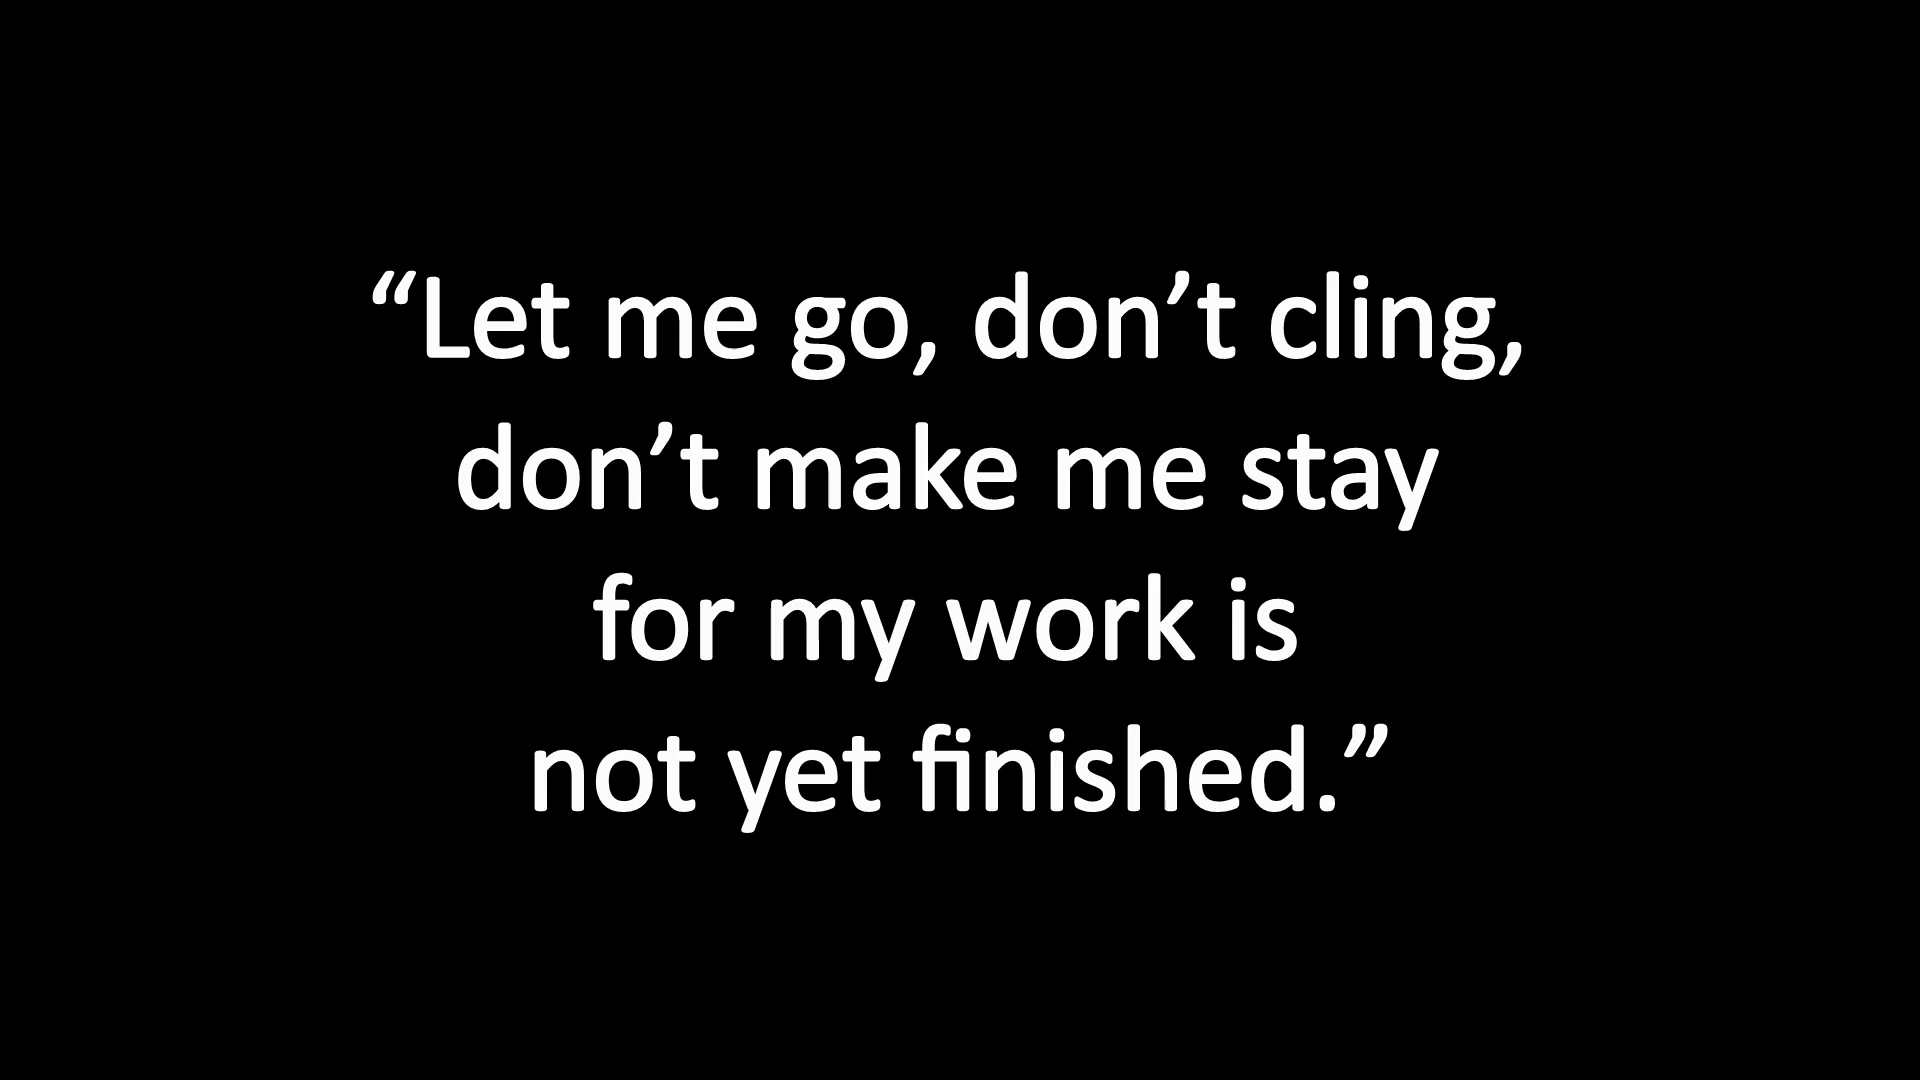 “Let me go, don’t cling,
don’t make me stay
for my work is
not yet finished.”